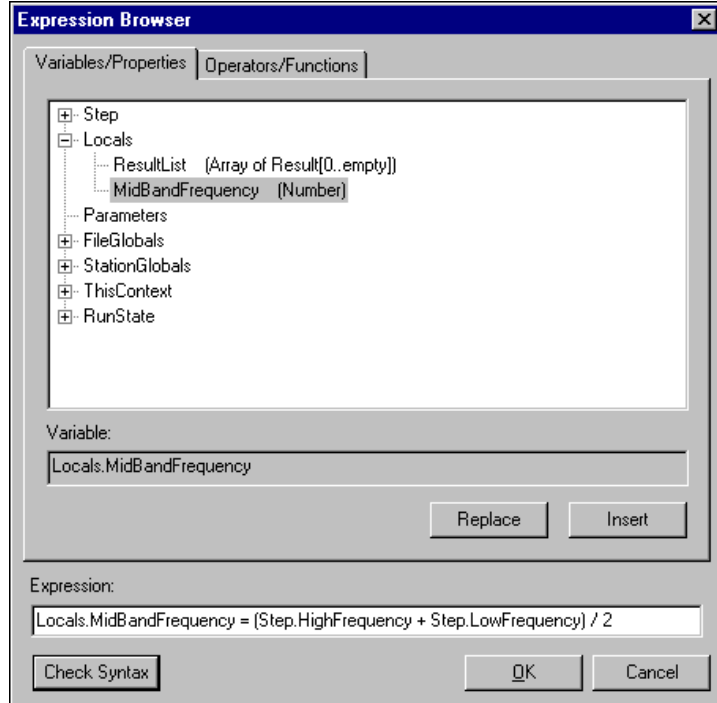 Expression Browser
Variables/Properties Operators/Functions
Step
Locals
ResultList (Array of Result[0..empty])
MidBandFrequency (Number)
Parameters
FileGlobals
StationGlobals
ThisContext
RunState
Variable:
Locals.MidBandFrequency
Replace Insert
Expression:
Locals.MidBandFrequency = (Step.HighFrequency + Step.LowFrequency) / 2
Check Syntax OK Cancel